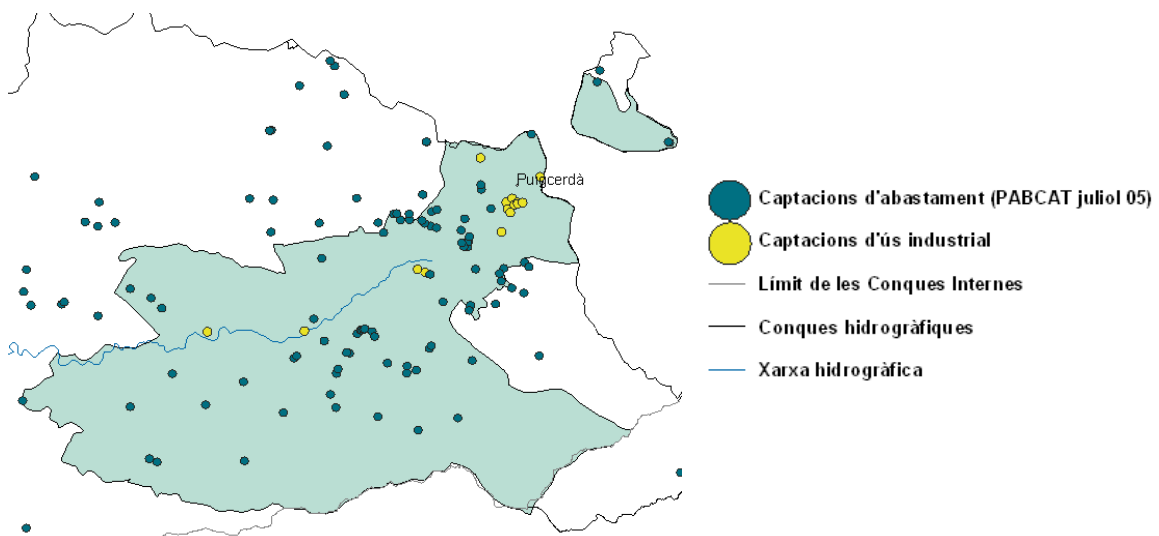 Puigcerdà
Captacions d'abastament (PABCAT juliol 05)
Captacions d'ús industrial
Límit de les Conques Internes
Conques hidrogràfiques
Xarxa hidrogràfica